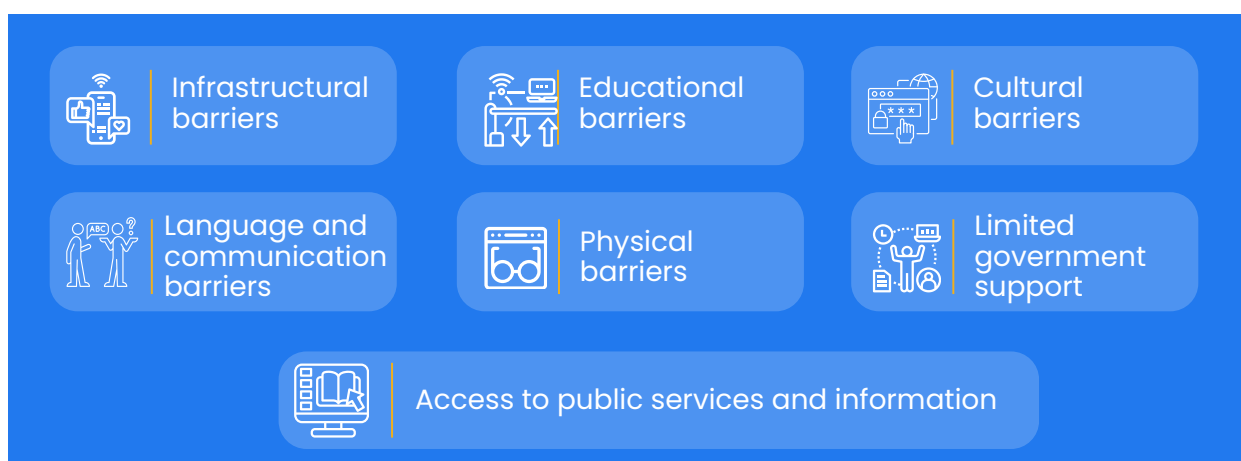 Infrastructural
barriers
Educational
barriers
Cultural
barriers
***
ABC
?
Language and
communication
barriers
Physical
barriers
Limited
government
support
Access to public services and information